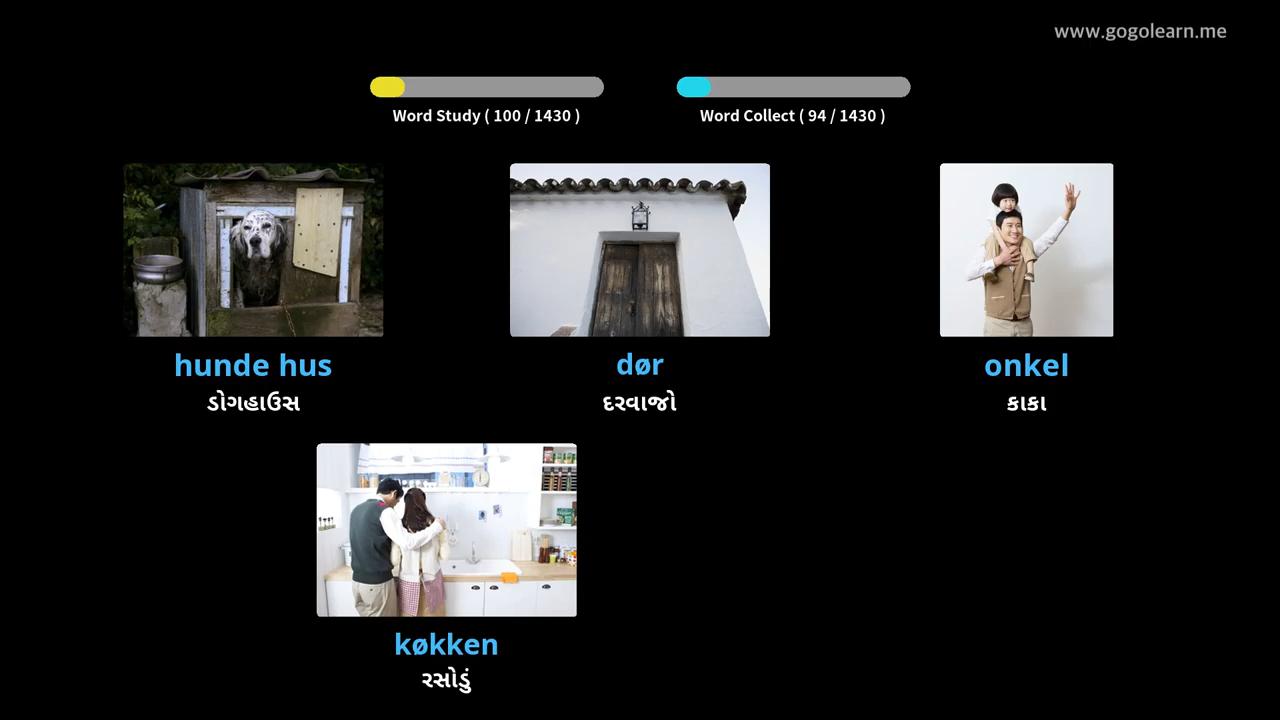 www.gogolearn.me
Word Study ( 100 / 1430 )
Word Collect ( 94 / 1430 )
hunde hus
ડોગહાઉસ
dør
દરવાજો
onkel
કાકા
køkken
રસોડું